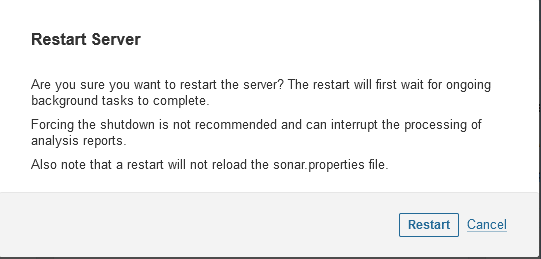 Restart Server
Are you sure you want to restart the server? The restart will first wait for ongoing
background tasks to complete.
Forcing the shutdown is not recommended and can interrupt the processing of
analysis reports.
Also note that a restart will not reload the sonar.properties file.
Restart Cancel